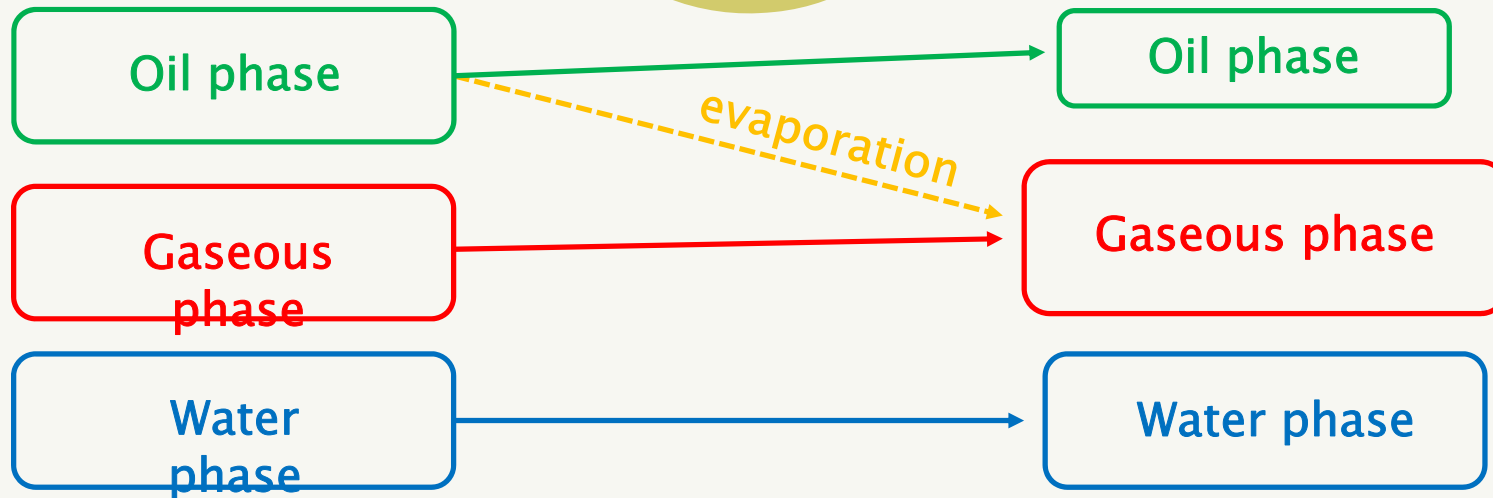 Oil phase
Oil phase
evaporation
Gaseous
phase
Gaseous phase
Water
phase
Water phase